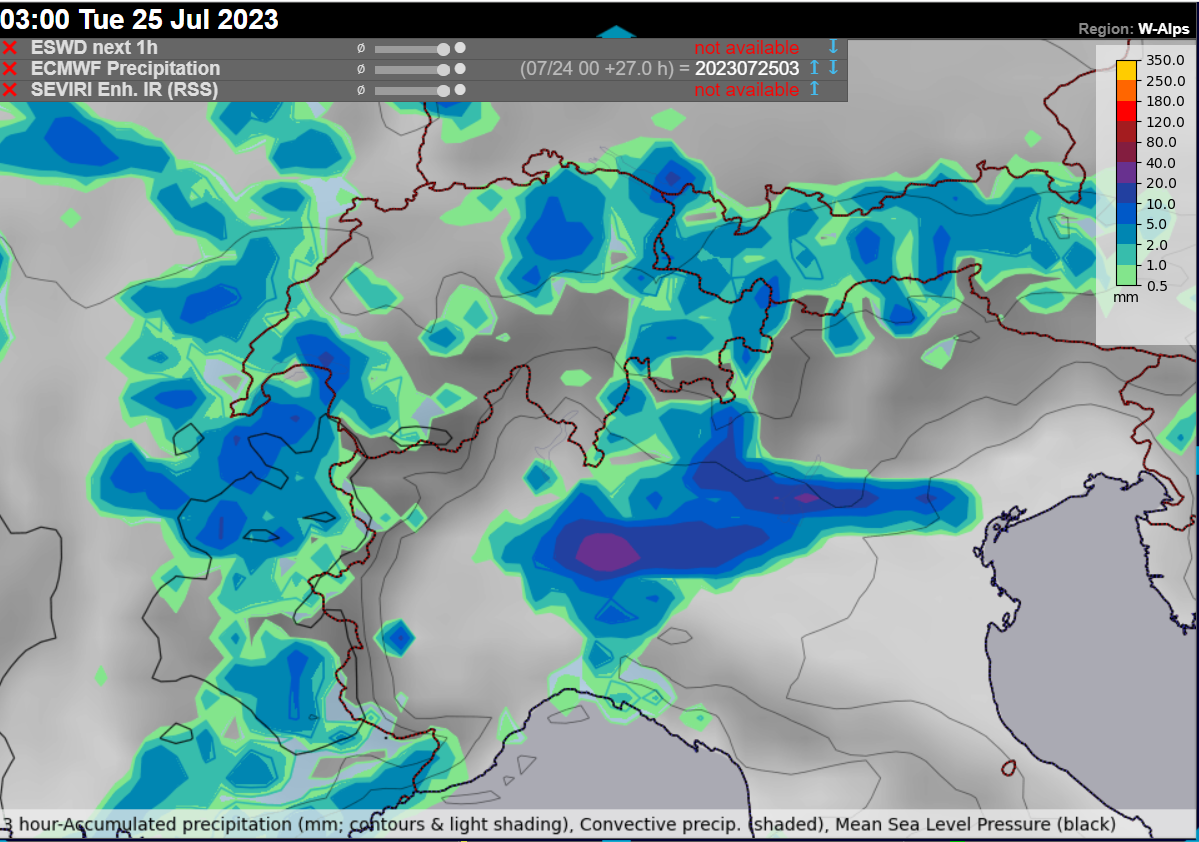 03:00 Tue 25 Jul 2023
Region: W-Alps
ESWD next 1h ø not available
ECMWF Precipitation ø (07/24 00 +27.0 h) = 2023072503
SEVIRI Enh. IR (RSS) ø not available
350.0
250.0
180.0
120.0
80.0
40.0
20.0
10.0
5.0
2.0
1.0
0.5
mm
3 hour-Accumulated precipitation (mm; contours & light shading), Convective precip. (shaded), Mean Sea Level Pressure (black)